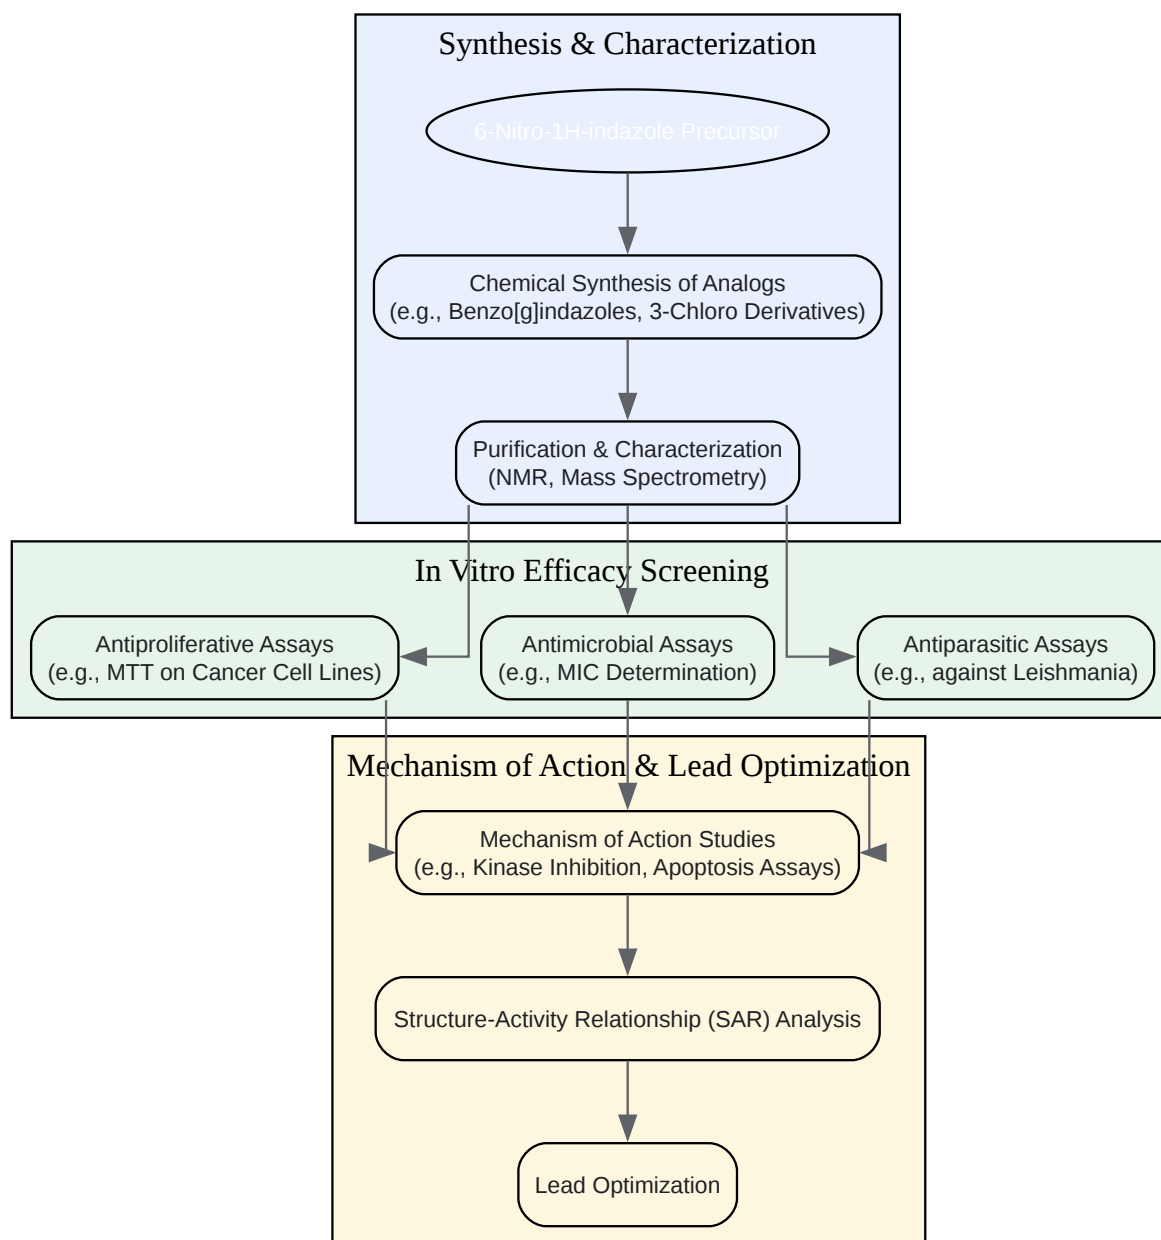 Synthesis & Characterization
6-Nitro-1H-indazole Precursor
Chemical Synthesis of Analogs
(e.g., Benzo[g]indazoles, 3-Chloro Derivatives)
Purification & Characterization
(NMR, Mass Spectrometry)
In Vitro Efficacy Screening
Antiproliferative Assays
(e.g., MTT on Cancer Cell Lines)
Antimicrobial Assays
(e.g., MIC Determination)
Antiparasitic Assays
(e.g., against Leishmania)
Mechanism of Action & Lead Optimization
Mechanism of Action Studies
(e.g., Kinase Inhibition, Apoptosis Assays)
Structure-Activity Relationship (SAR) Analysis
Lead Optimization